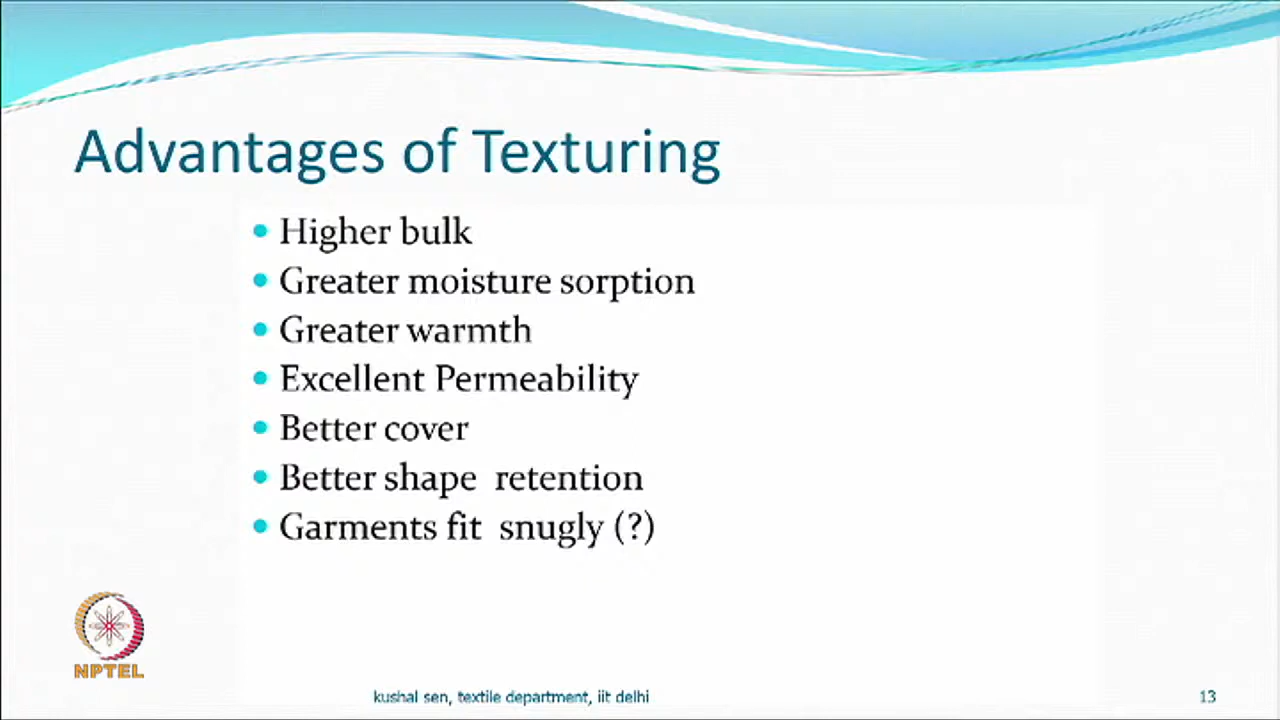 Advantages of Texturing
Higher bulk
Greater moisture sorption
Greater warmth
Excellent Permeability
Better cover
Better shape retention
Garments fit snugly (?)
NPTEL
kushal sen, textile department, iit delhi
13